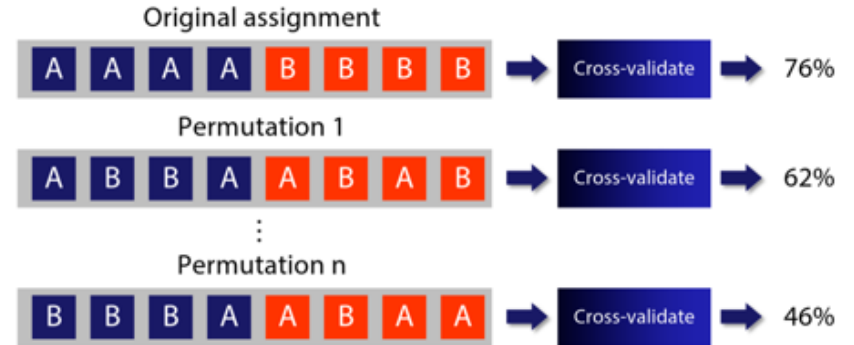 Original assignment
A A A A B B B B Cross-validate 76%
Permutation 1
A B B A A B A B Cross-validate 62%
Permutation n
B B B A A B A A Cross-validate 46%